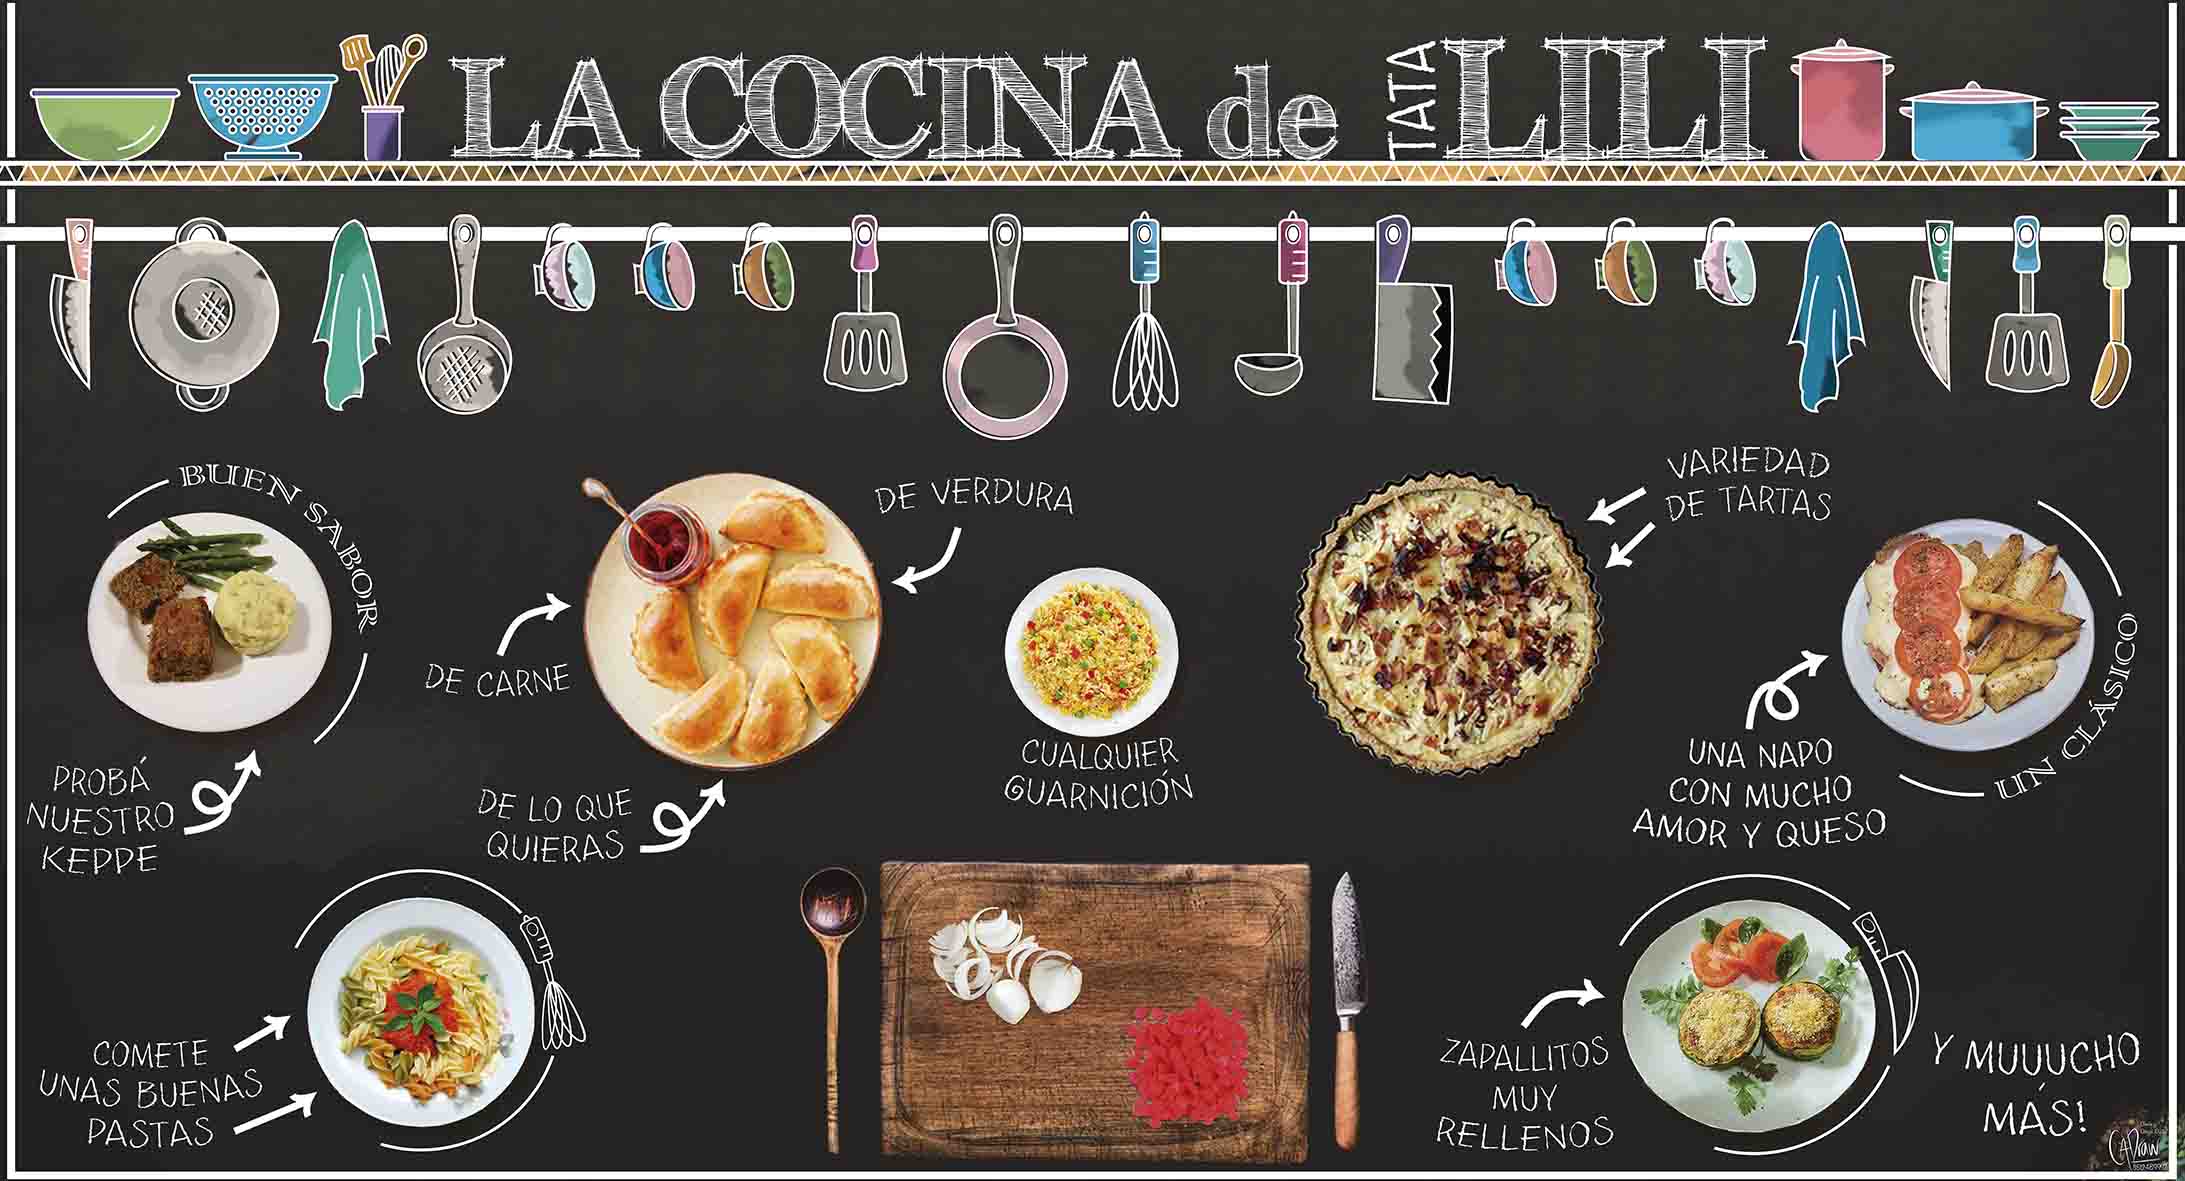 LA COCINA de TATA LILI
BUEN SABOR
PROBÁ
NUESTRO
KEPPE
DE VERDURA
DE CARNE
DE LO QUE
QUIERAS
CUALQUIER
GUARNICIÓN
VARIEDAD
DE TARTAS
UN CLÁSICO
UNA NAPO
CON MUCHO
AMOR Y QUESO
COMETE
UNAS BUENAS
PASTAS
ZAPALLITOS
MUY
RELLENOS
Y MUUUCHO
MÁS!
CADraw